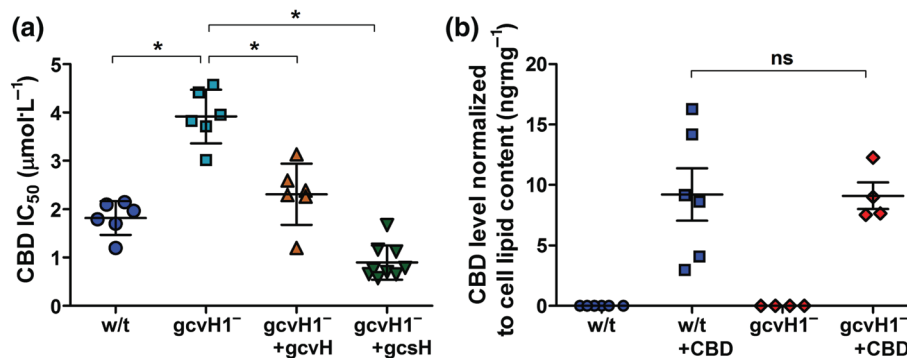 (a)
*
*
*
CBD IC₅₀ (μmol·L⁻¹)
5
4
3
2
1
0
w/t
gcvH1⁻
gcvH1⁻
+gcvH
gcvH1⁻
+gcsH
(b)
ns
CBD level normalized
to cell lipid content (ng·mg⁻¹)
20
15
10
5
0
w/t
w/t
+CBD
gcvH1⁻
gcvH1⁻
+CBD